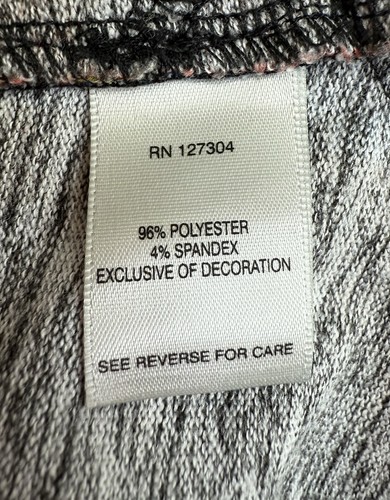 RN 127304
96% POLYESTER
4% SPANDEX
EXCLUSIVE OF DECORATION
SEE REVERSE FOR CARE